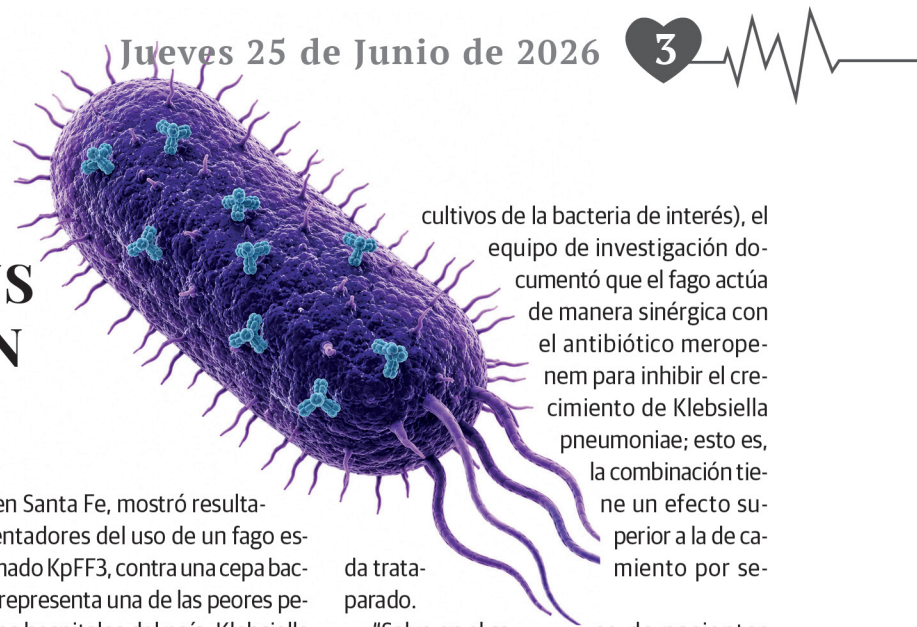 Jueves 25 de Junio de 2026 3
S
N
en Santa Fe, mostró resulta-
entadores del uso de un fago es-
nado KpFF3, contra una cepa bac-
representa una de las peores pe-
cultivos de la bacteria de interés), el
equipo de investigación do-
cumentó que el fago actúa
de manera sinérgica con
el antibiótico merope-
nem para inhibir el cre-
cimiento de Klebsiella
pneumoniae; esto es,
la combinación tie-
ne un efecto su-
perior a la de ca-
da trata-
miento por se-
parado.